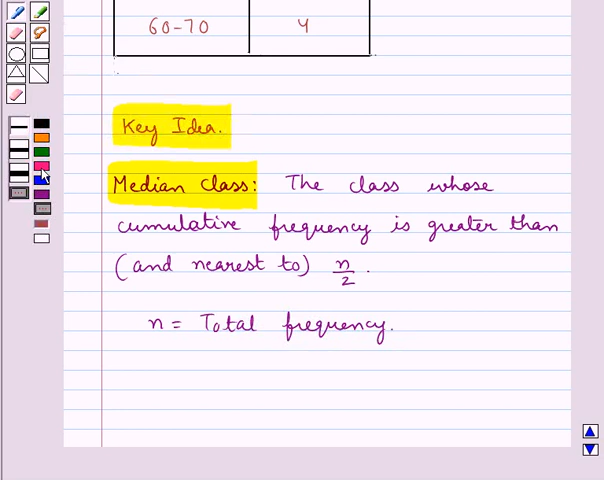 60-70 4
Key Idea.
Median Class: The class whose
cumulative frequency is greater than
(and nearest to) n/2.
n = Total frequency.